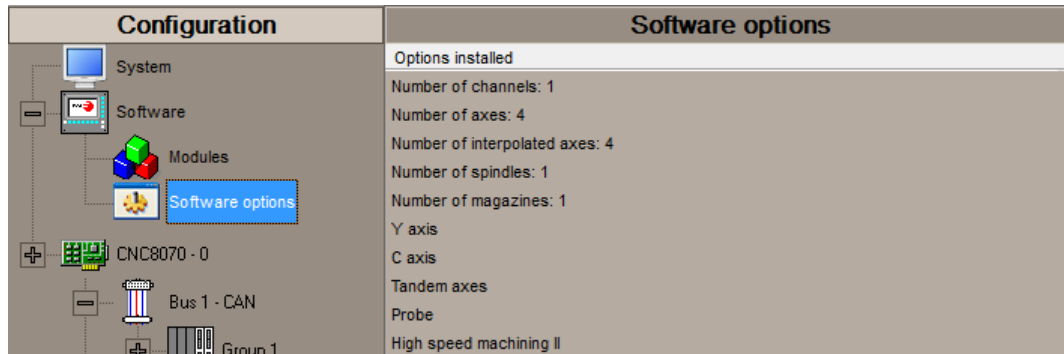 Configuration
System
Software
Modules
Software options
CNC8070 - 0
Bus 1 - CAN
Group 1
Software options
Options installed
Number of channels: 1
Number of axes: 4
Number of interpolated axes: 4
Number of spindles: 1
Number of magazines: 1
Y axis
C axis
Tandem axes
Probe
High speed machining II